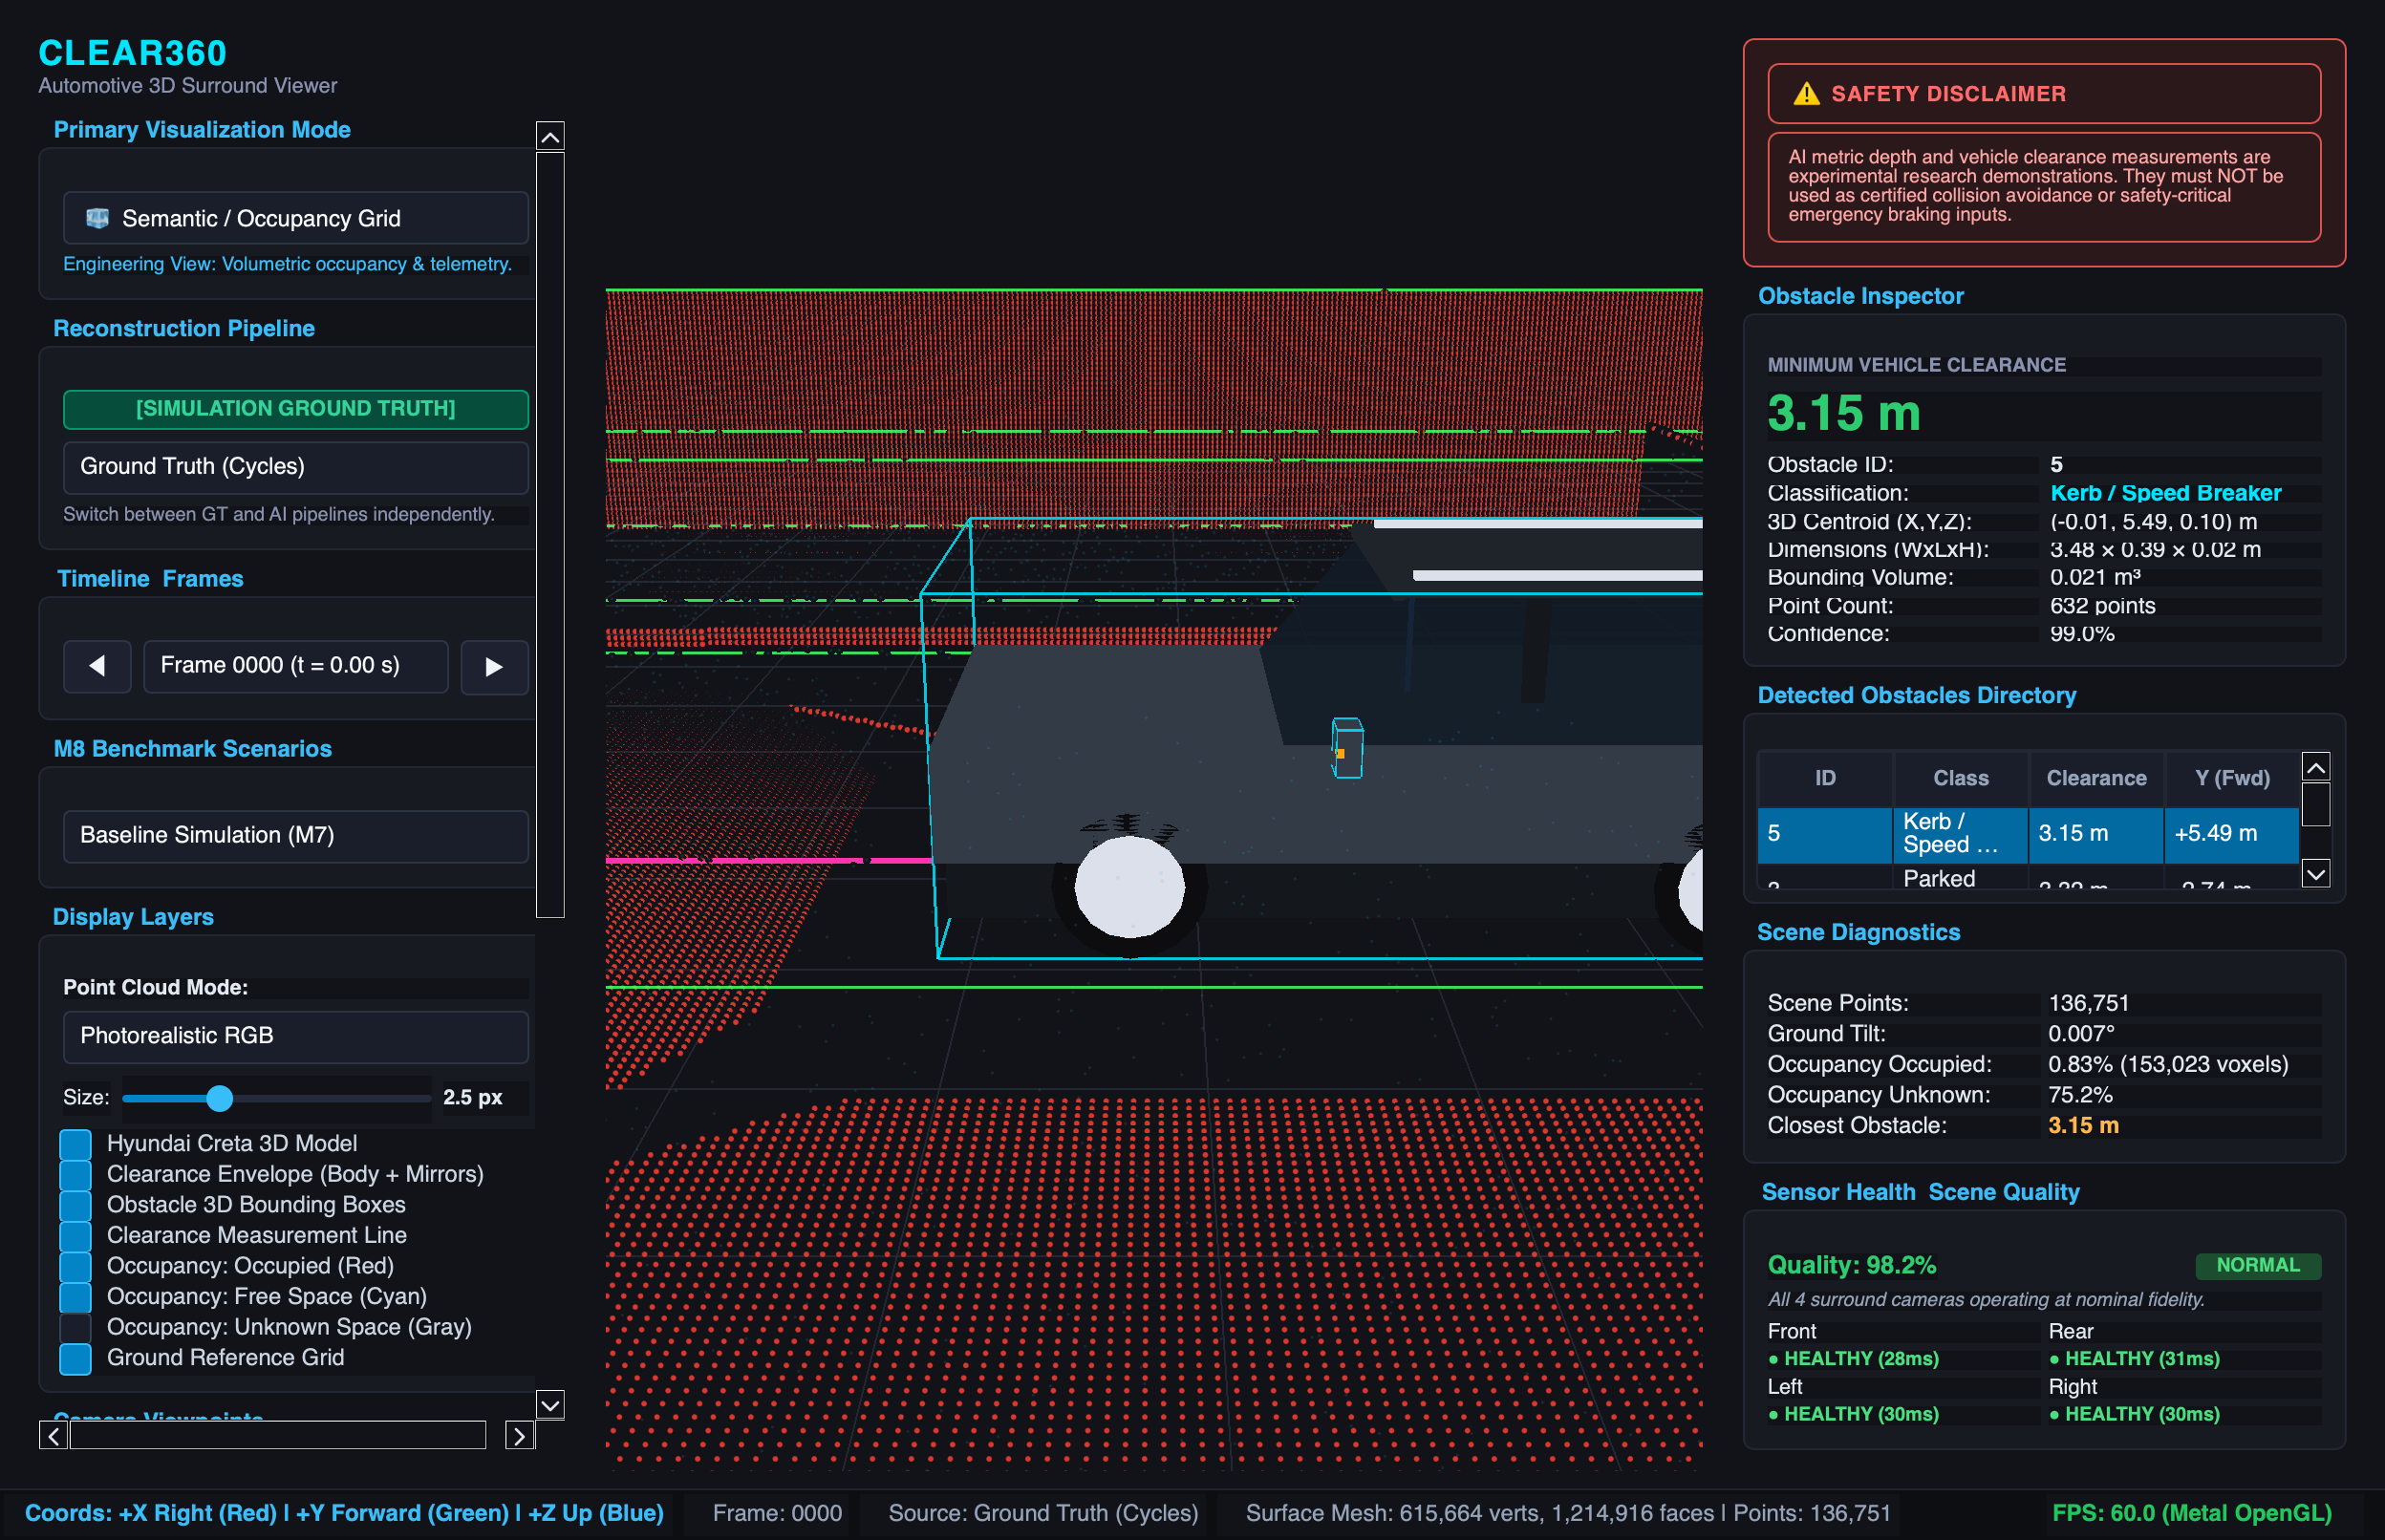 CLEAR360
Automotive 3D Surround Viewer
Primary Visualization Mode
Semantic / Occupancy Grid
Engineering View: Volumetric occupancy & telemetry.
Reconstruction Pipeline
[SIMULATION GROUND TRUTH]
Ground Truth (Cycles)
Switch between GT and AI pipelines independently.
Timeline  Frames
Frame 0000 (t = 0.00 s)
M8 Benchmark Scenarios
Baseline Simulation (M7)
Display Layers
Point Cloud Mode:
Photorealistic RGB
Size: 2.5 px
Hyundai Creta 3D Model
Clearance Envelope (Body + Mirrors)
Obstacle 3D Bounding Boxes
Clearance Measurement Line
Occupancy: Occupied (Red)
Occupancy: Free Space (Cyan)
Occupancy: Unknown Space (Gray)
Ground Reference Grid
Camera Viewpoints
⚠️ SAFETY DISCLAIMER
AI metric depth and vehicle clearance measurements are
experimental research demonstrations. They must NOT be
used as certified collision avoidance or safety-critical
emergency braking inputs.
Obstacle Inspector
MINIMUM VEHICLE CLEARANCE
3.15 m
Obstacle ID: 5
Classification: Kerb / Speed Breaker
3D Centroid (X,Y,Z): (-0.01, 5.49, 0.10) m
Dimensions (WxLxH): 3.48 × 0.39 × 0.02 m
Bounding Volume: 0.021 m³
Point Count: 632 points
Confidence: 99.0%
Detected Obstacles Directory
ID Class Clearance Y (Fwd)
5 Kerb / Speed … 3.15 m +5.49 m
Parked
Scene Diagnostics
Scene Points: 136,751
Ground Tilt: 0.007°
Occupancy Occupied: 0.83% (153,023 voxels)
Occupancy Unknown: 75.2%
Closest Obstacle: 3.15 m
Sensor Health  Scene Quality
Quality: 98.2% NORMAL
All 4 surround cameras operating at nominal fidelity.
Front Rear
● HEALTHY (28ms) ● HEALTHY (31ms)
Left Right
● HEALTHY (30ms) ● HEALTHY (30ms)
Coords: +X Right (Red) | +Y Forward (Green) | +Z Up (Blue) Frame: 0000 Source: Ground Truth (Cycles) Surface Mesh: 615,664 verts, 1,214,916 faces | Points: 136,751 FPS: 60.0 (Metal OpenGL)